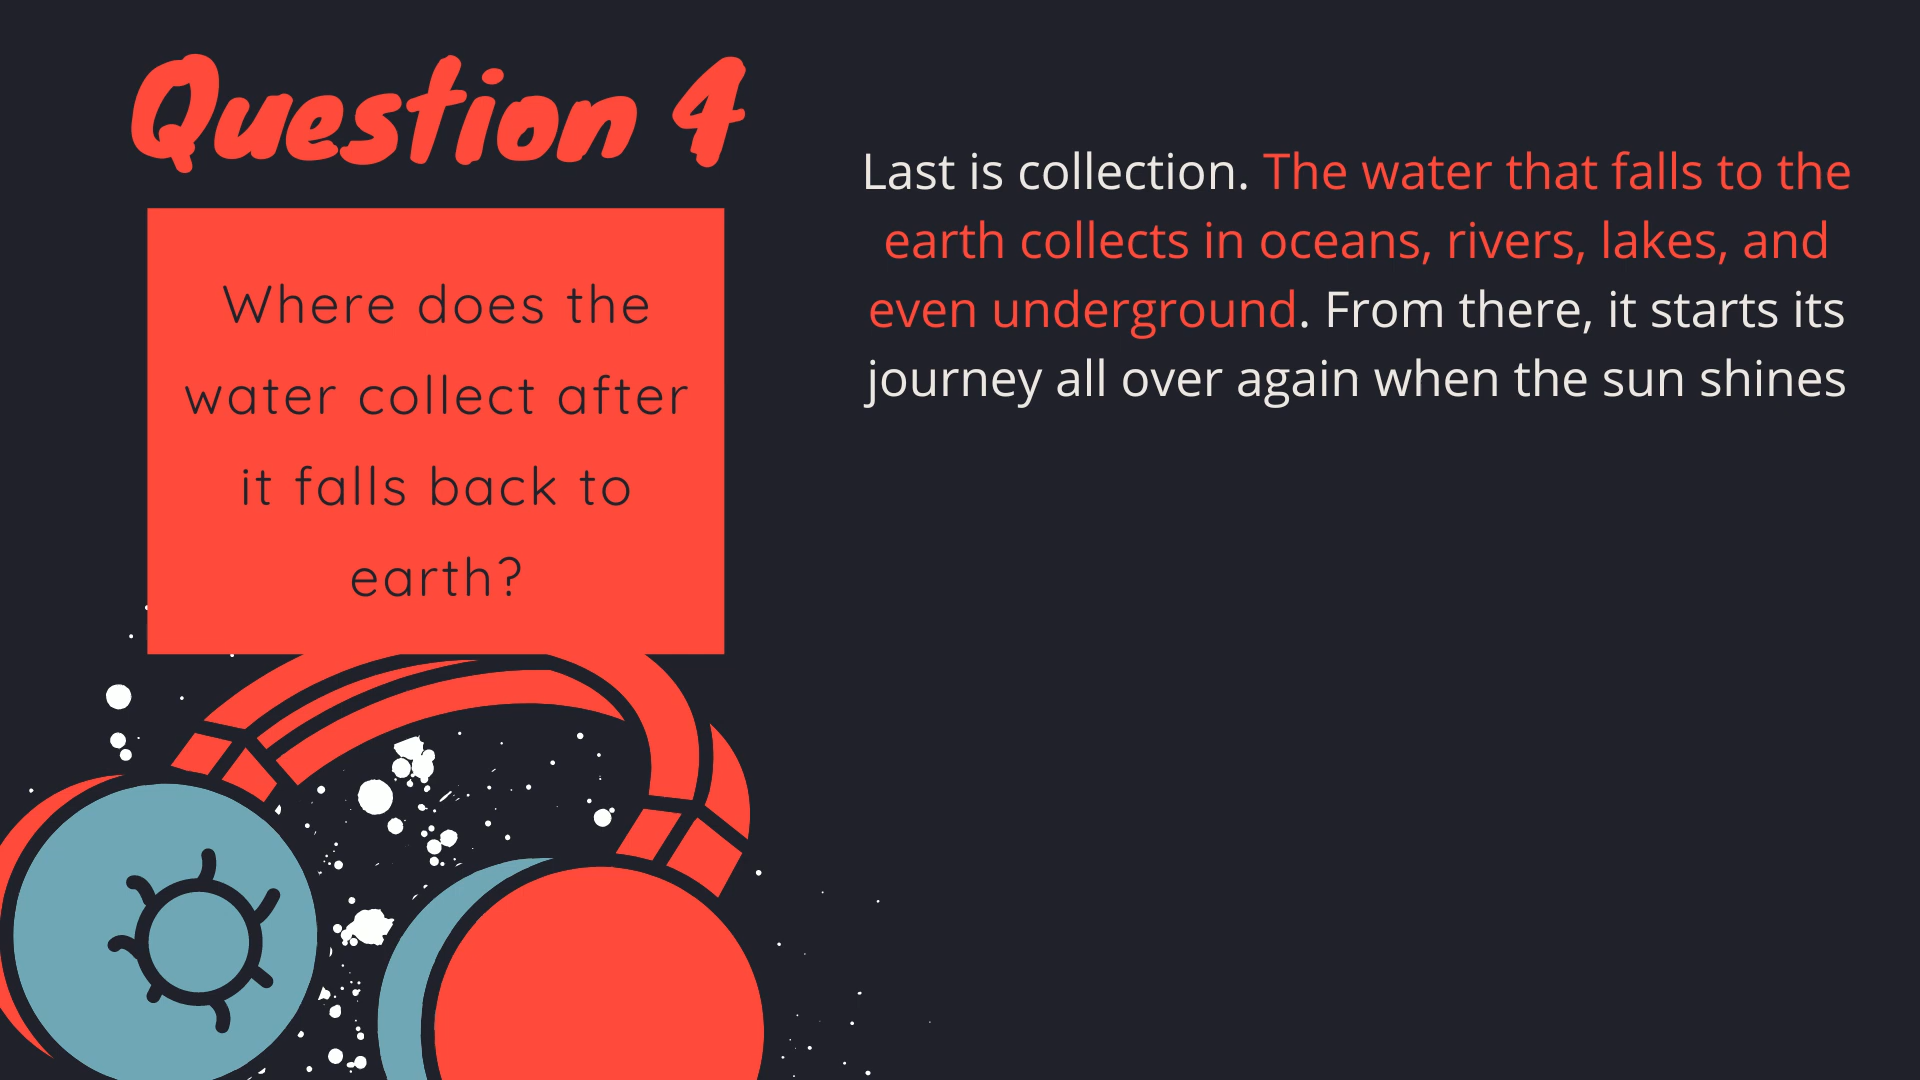 Question 4
Where does the
water collect after
it falls back to
earth?
Last is collection. The water that falls to the
earth collects in oceans, rivers, lakes, and
even underground. From there, it starts its
journey all over again when the sun shines